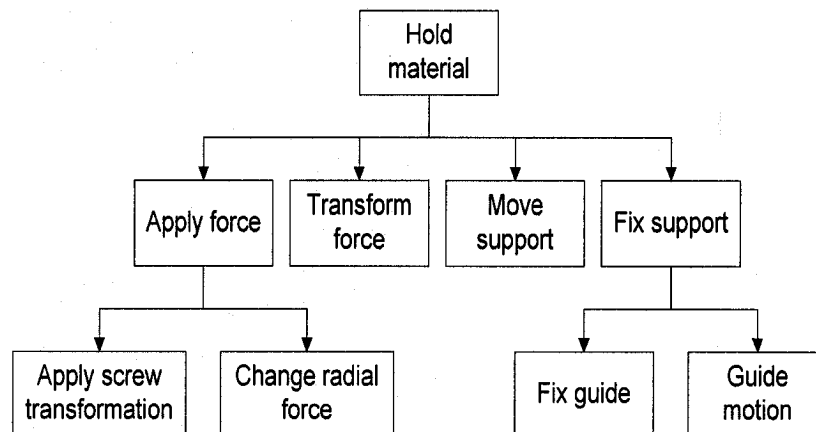 Hold
material
Apply force
Transform
force
Move
support
Fix support
Apply screw
transformation
Change radial
force
Fix guide
Guide
motion